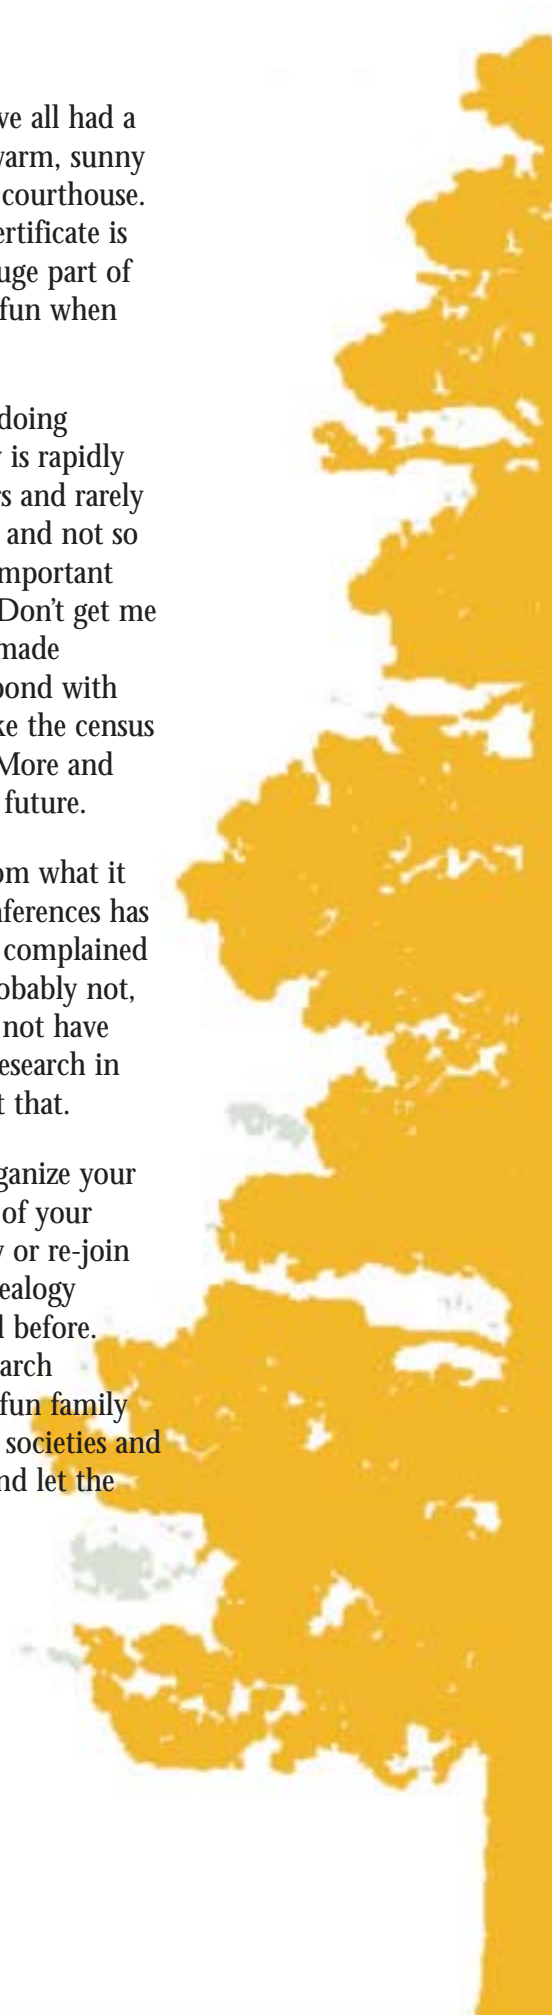 ve all had a
warm, sunny
courthouse.
ertificate is
uge part of
fun when
doing
is rapidly
rs and rarely
and not so
mportant
Don't get me
made
pond with
ke the census
More and
future.
om what it
nferences has
complained
obably not,
not have
esearch in
t that.
ganize your
of your
y or re-join
ealogy
d before.
arch
fun family
societies and
nd let the